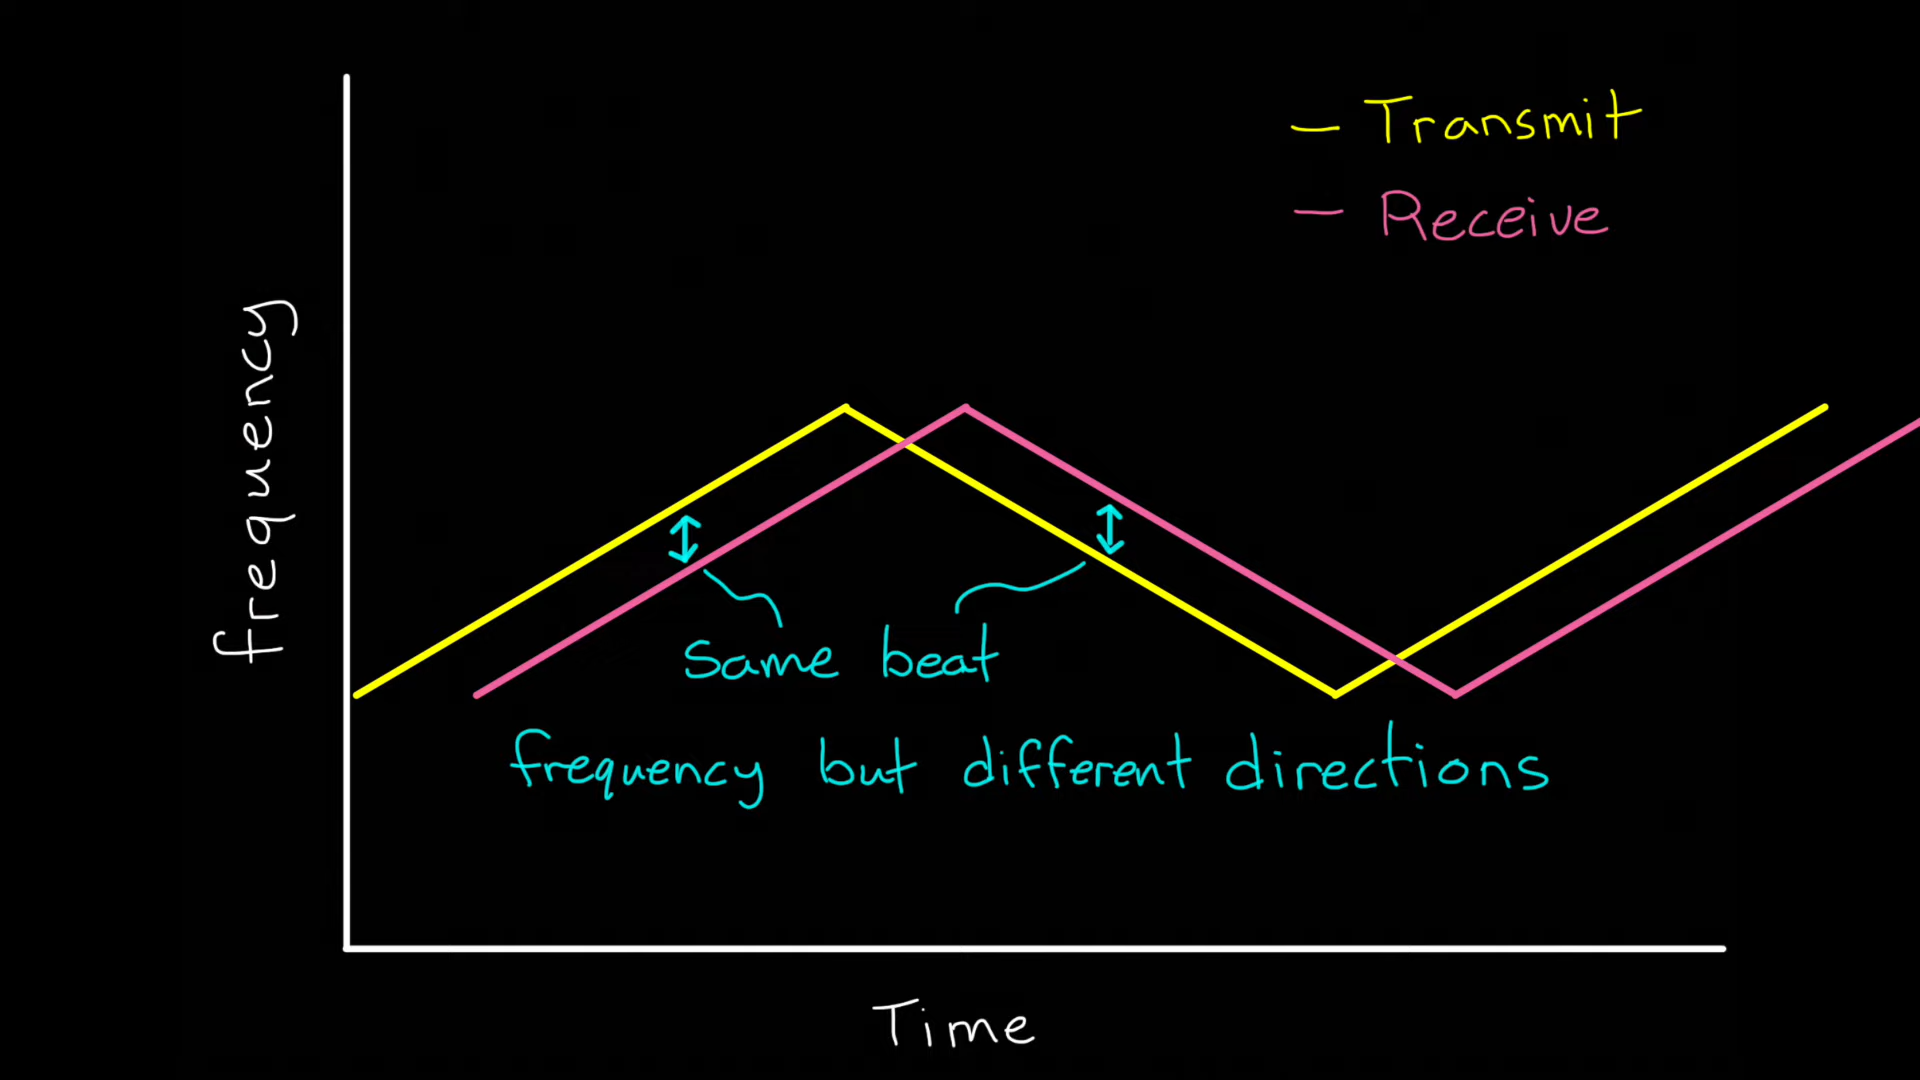 – Transmit
– Receive
frequency
same beat
frequency but different directions
Time